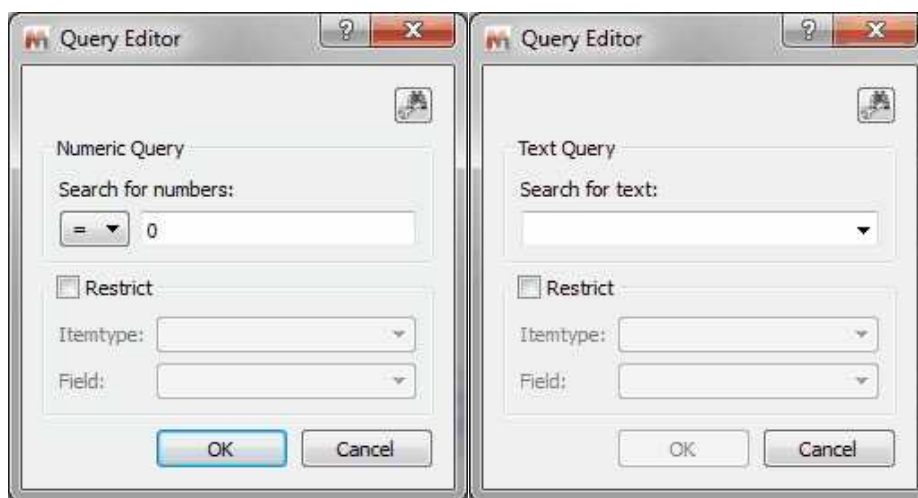 Query Editor
Numeric Query
Search for numbers:
= 0
Restrict
Itemtype:
Field:
OK Cancel
Query Editor
Text Query
Search for text:
Restrict
Itemtype:
Field:
OK Cancel